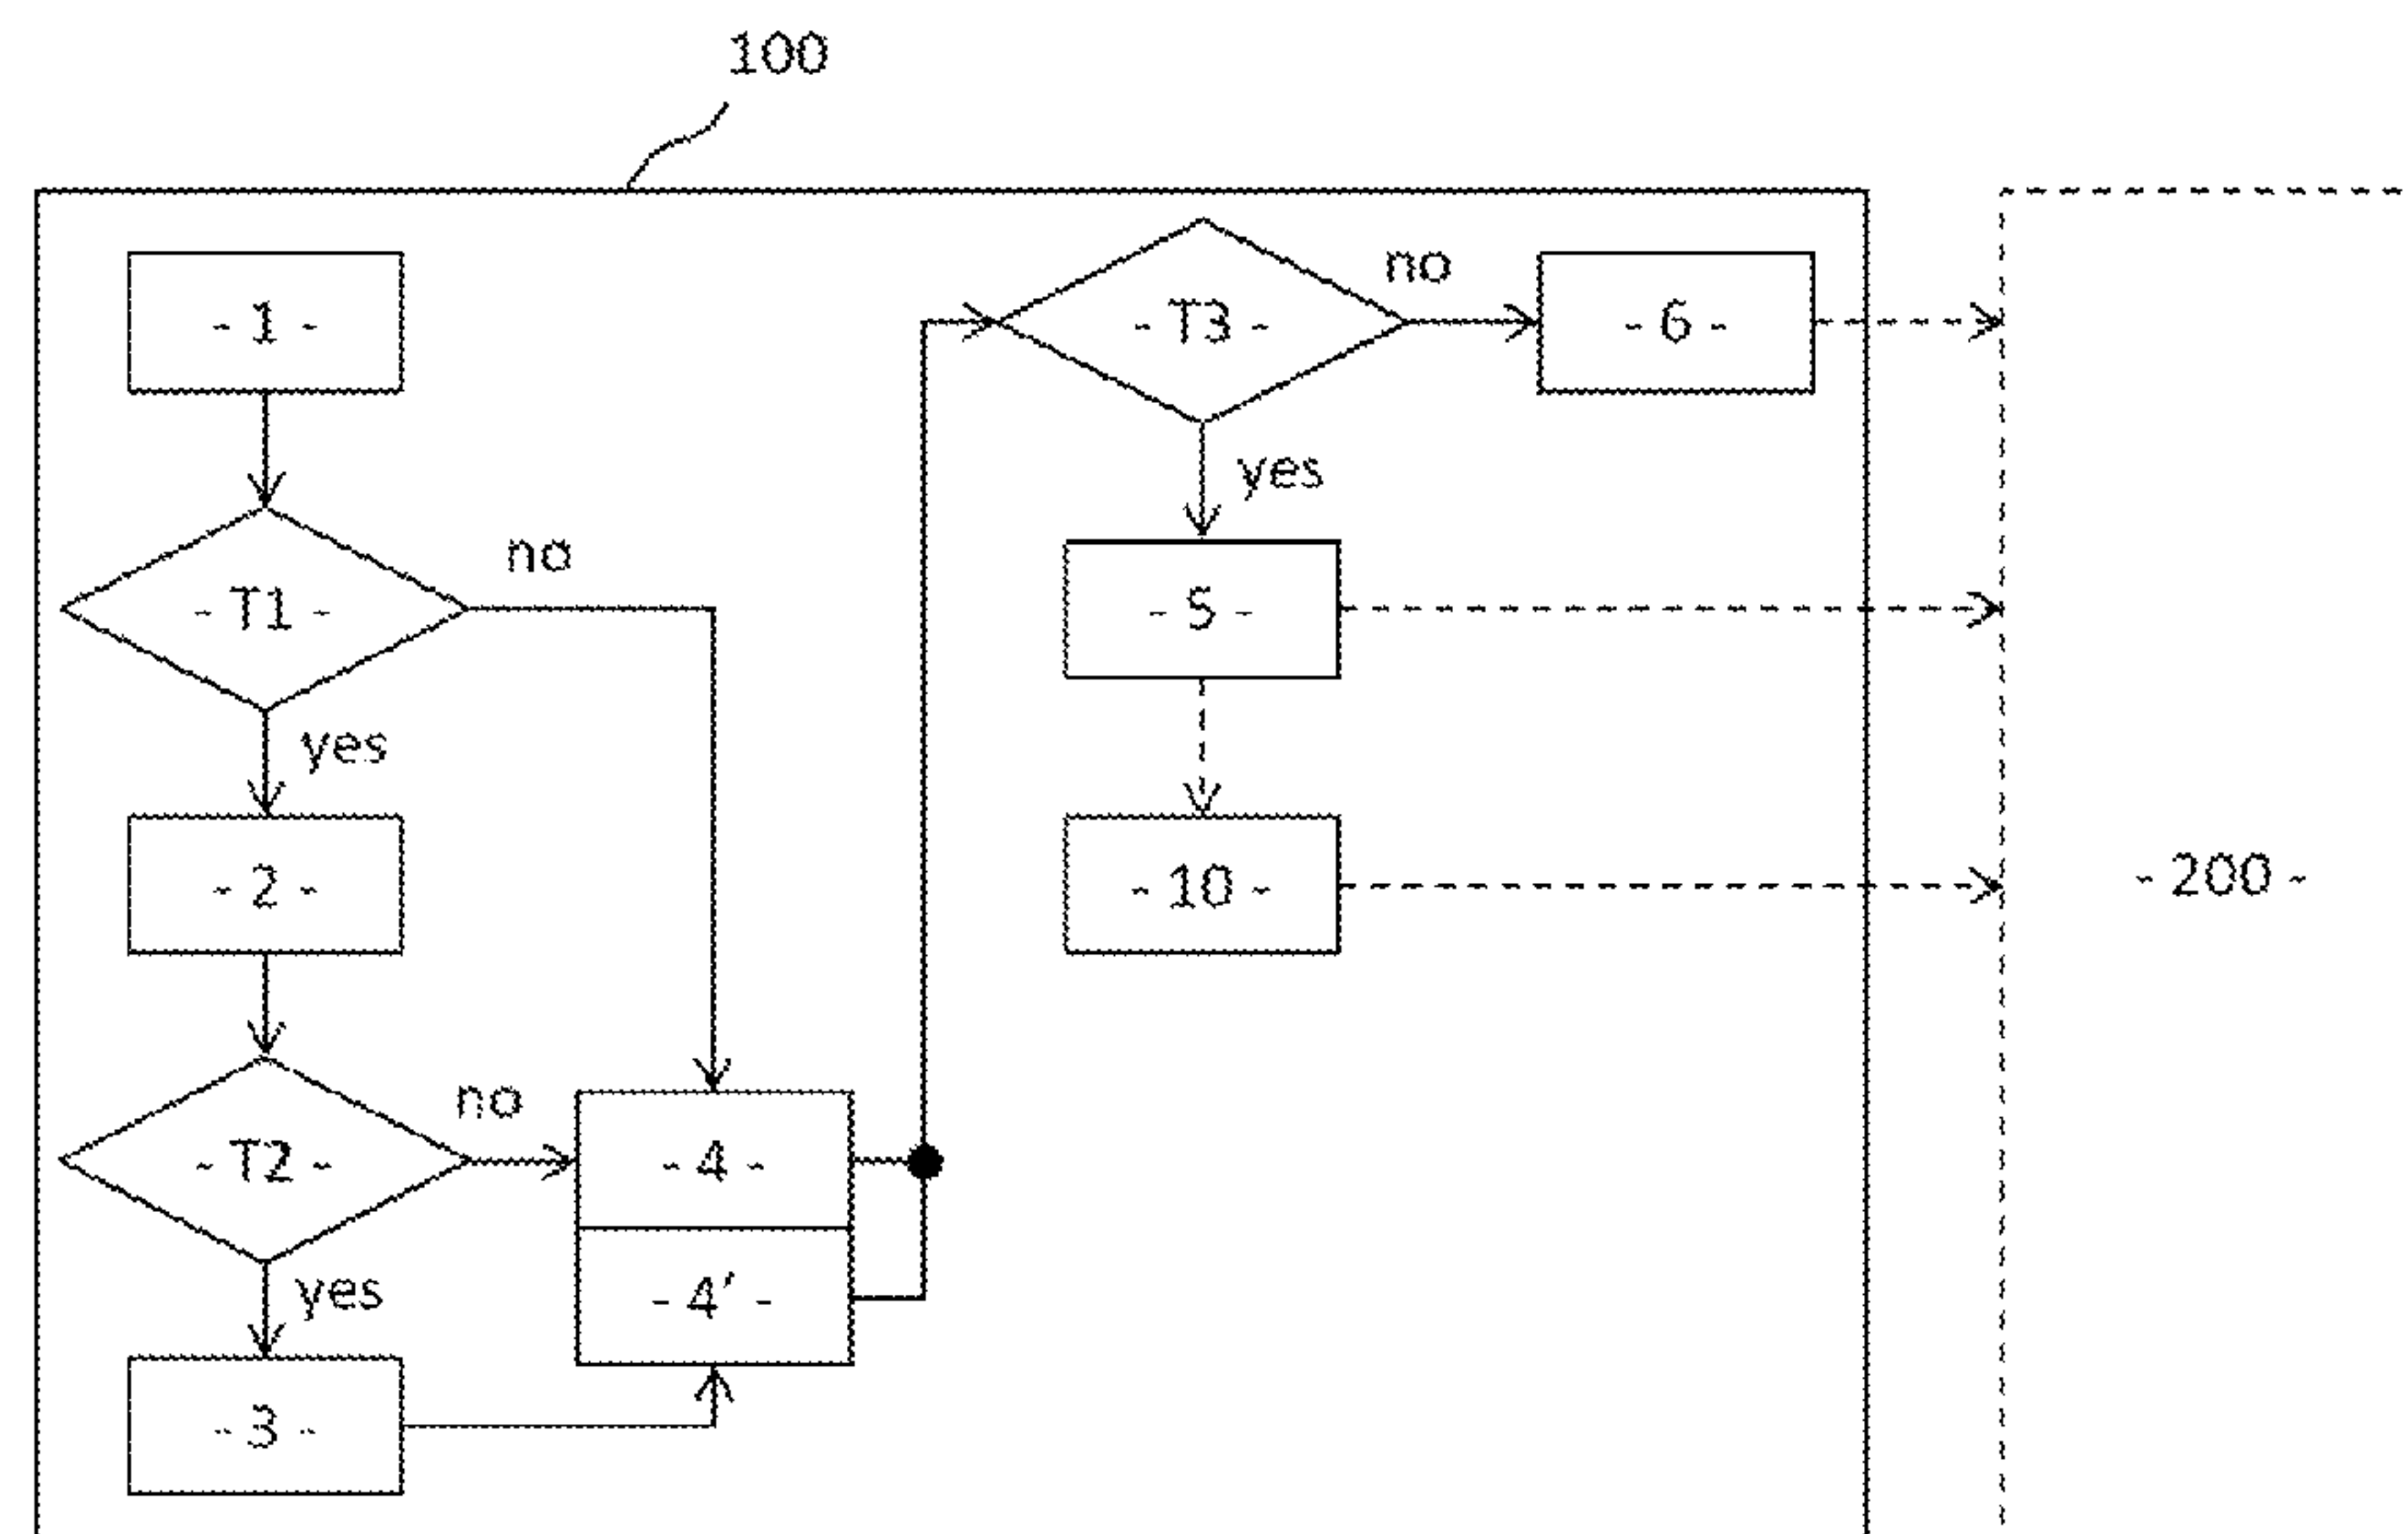 100
- 1 -
- T1 -
no
yes
- 2 -
- T2 -
no
yes
- 3 -
- 4 -
- 4' -
- T3 -
no
- 6 -
yes
- 5 -
- 10 -
- 200 -